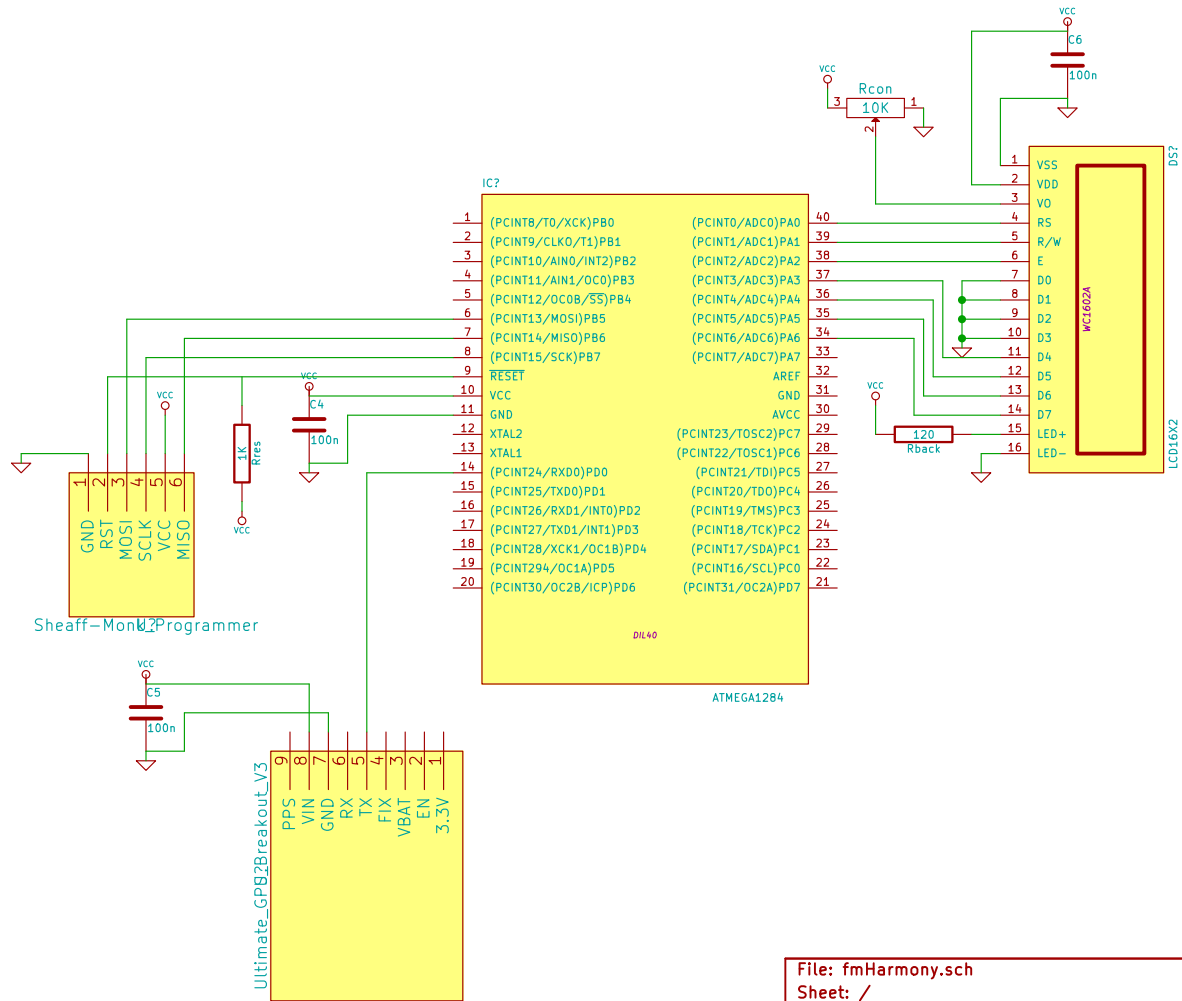 VCC
C6
100n
VCC
Rcon
3 10K 1
2
DS?
1 VSS
2 VDD
3 VO
4 RS
5 R/W
6 E
7 D0
8 D1
9 D2
10 D3
11 D4
12 D5
13 D6
14 D7
15 LED+
16 LED-
WC1602A
LCD16X2
VCC
120
Rback
IC?
1 (PCINT8/T0/XCK)PB0
2 (PCINT9/CLKO/T1)PB1
3 (PCINT10/AIN0/INT2)PB2
4 (PCINT11/AIN1/OC0)PB3
5 (PCINT12/OC0B/SS)PB4
6 (PCINT13/MOSI)PB5
7 (PCINT14/MISO)PB6
8 (PCINT15/SCK)PB7
9 RESET
10 VCC
11 GND
12 XTAL2
13 XTAL1
14 (PCINT24/RXD0)PD0
15 (PCINT25/TXD0)PD1
16 (PCINT26/RXD1/INT0)PD2
17 (PCINT27/TXD1/INT1)PD3
18 (PCINT28/XCK1/OC1B)PD4
19 (PCINT294/OC1A)PD5
20 (PCINT30/OC2B/ICP)PD6
(PCINT0/ADC0)PA0 40
(PCINT1/ADC1)PA1 39
(PCINT2/ADC2)PA2 38
(PCINT3/ADC3)PA3 37
(PCINT4/ADC4)PA4 36
(PCINT5/ADC5)PA5 35
(PCINT6/ADC6)PA6 34
(PCINT7/ADC7)PA7 33
AREF 32
GND 31
AVCC 30
(PCINT23/TOSC2)PC7 29
(PCINT22/TOSC1)PC6 28
(PCINT21/TDI)PC5 27
(PCINT20/TDO)PC4 26
(PCINT19/TMS)PC3 25
(PCINT18/TCK)PC2 24
(PCINT17/SDA)PC1 23
(PCINT16/SCL)PC0 22
(PCINT31/OC2A)PD7 21
DIL40
ATMEGA1284
VCC
C4
100n
VCC
1K
Rres
VCC
1 GND
2 RST
3 MOSI
4 SCLK
5 VCC
6 MISO
Sheaff-Monk_Programmer
U?
VCC
C5
100n
9 PPS
8 VIN
7 GND
6 RX
5 TX
4 FIX
3 VBAT
2 EN
1 3.3V
Ultimate_GPS_Breakout_V3
U?
File: fmHarmony.sch
Sheet: /